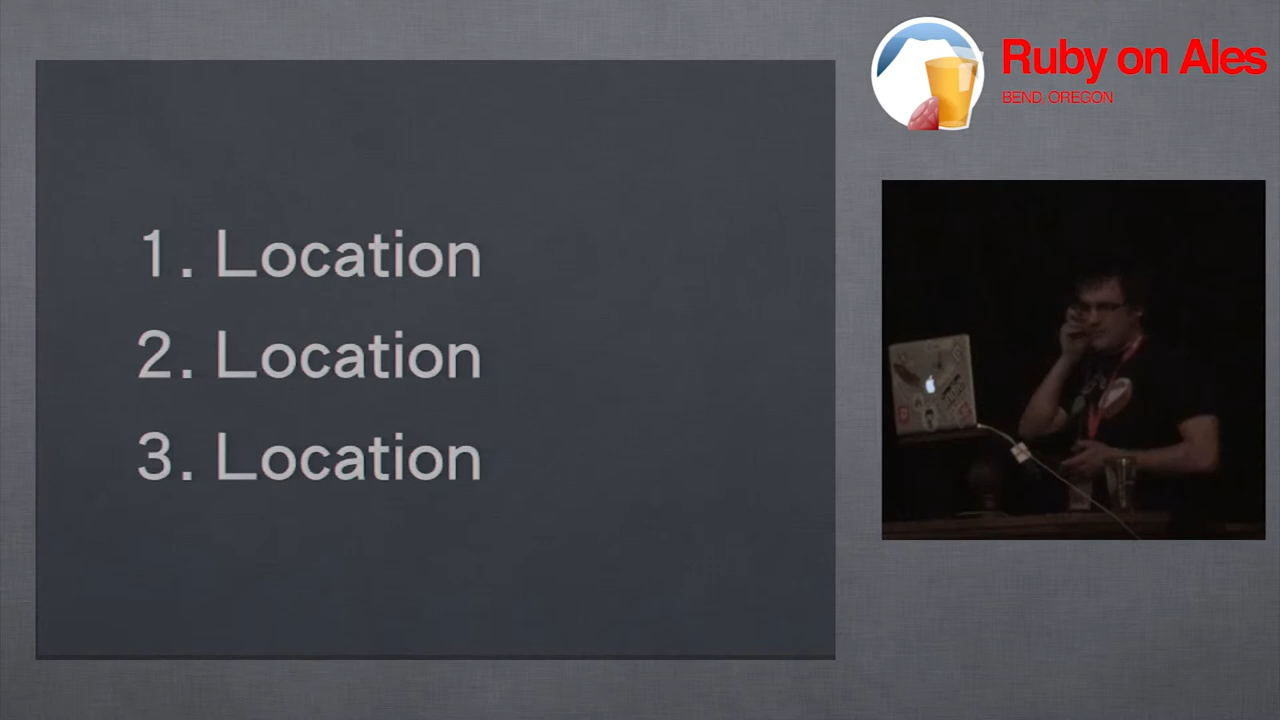 1. Location
2. Location
3. Location
Ruby on Ales
BEND, OREGON